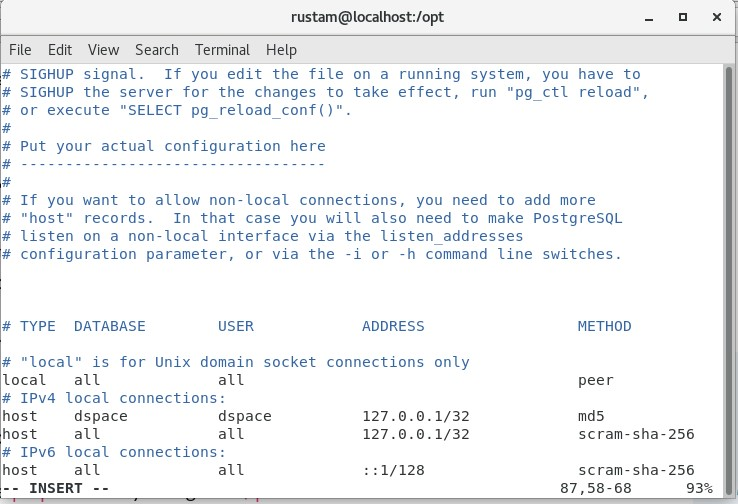 rustam@localhost:/opt
File Edit View Search Terminal Help
# SIGHUP signal.  If you edit the file on a running system, you have to
# SIGHUP the server for the changes to take effect, run "pg_ctl reload",
# or execute "SELECT pg_reload_conf()".
#
# Put your actual configuration here
# ----------------------------------
#
# If you want to allow non-local connections, you need to add more
# "host" records.  In that case you will also need to make PostgreSQL
# listen on a non-local interface via the listen_addresses
# configuration parameter, or via the -i or -h command line switches.
# TYPE  DATABASE        USER            ADDRESS                 METHOD
# "local" is for Unix domain socket connections only
local   all             all                                     peer
# IPv4 local connections:
host    dspace          dspace          127.0.0.1/32            md5
host    all             all             127.0.0.1/32            scram-sha-256
# IPv6 local connections:
host    all             all             ::1/128                 scram-sha-256
-- INSERT --                                                  87,58-68      93%